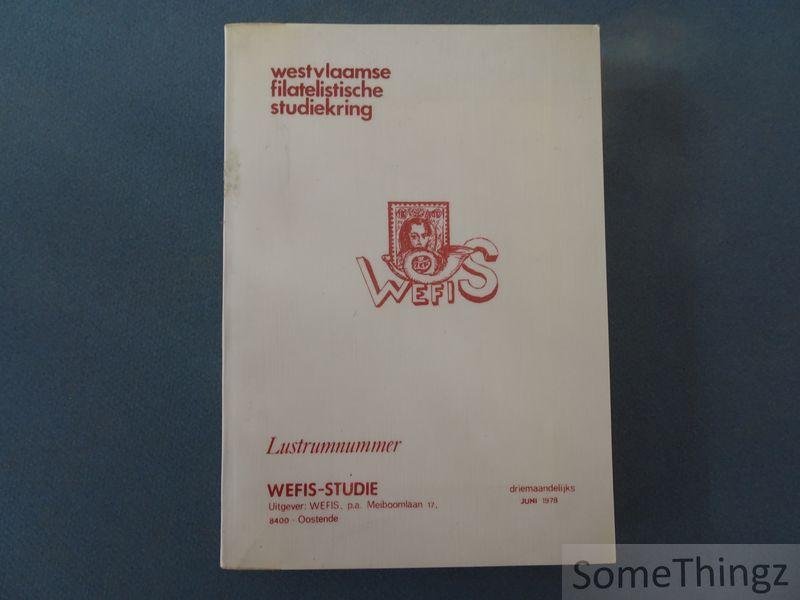 westvlaamse
filatelistische
studiekring
WEFIS
Lustrumnummer
WEFIS-STUDIE
Uitgever: WEFIS, p.a. Meiboomlaan 17,
8400 - Oostende
driemaandelijks
JUNI 1978
SomeThingz